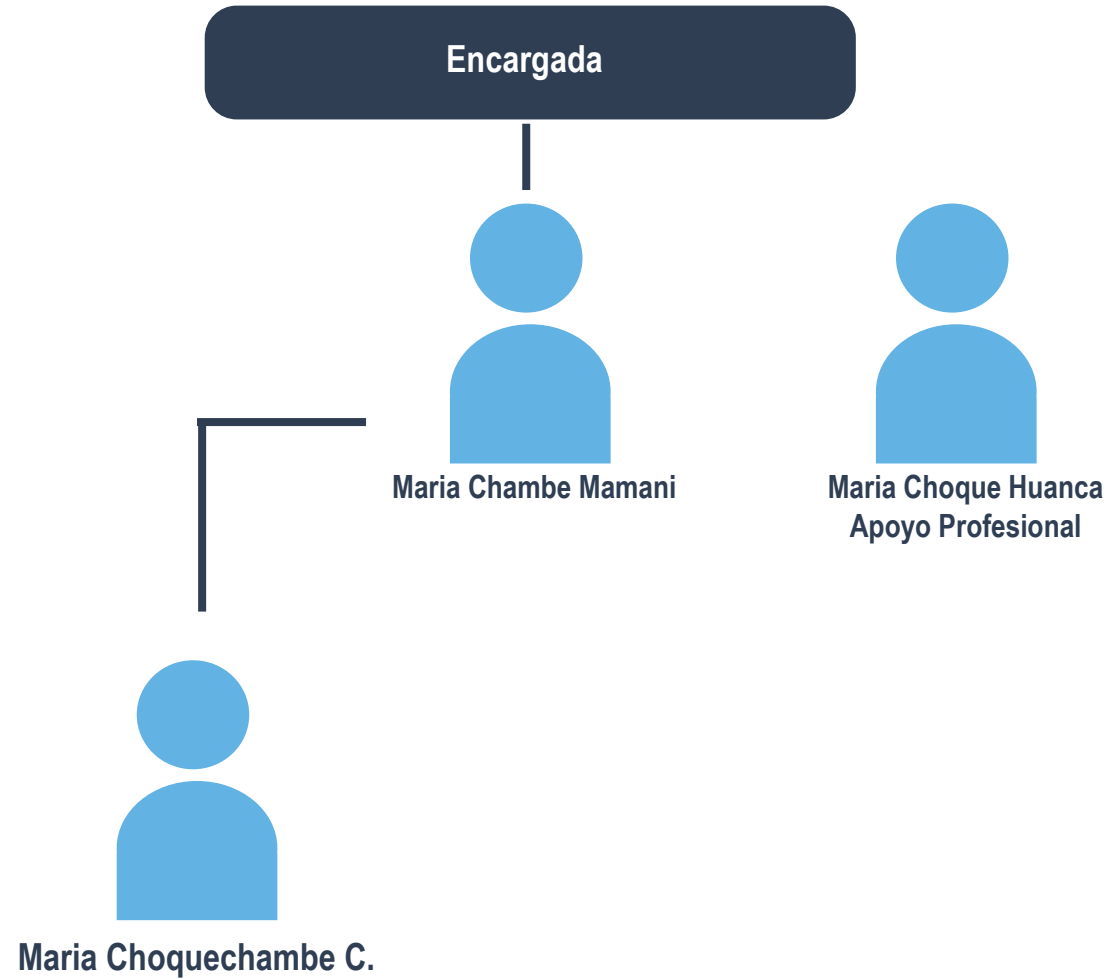 Encargada
Maria Chambe Mamani
Maria Choque Huanca
Apoyo Profesional
Maria Choquechambe C.